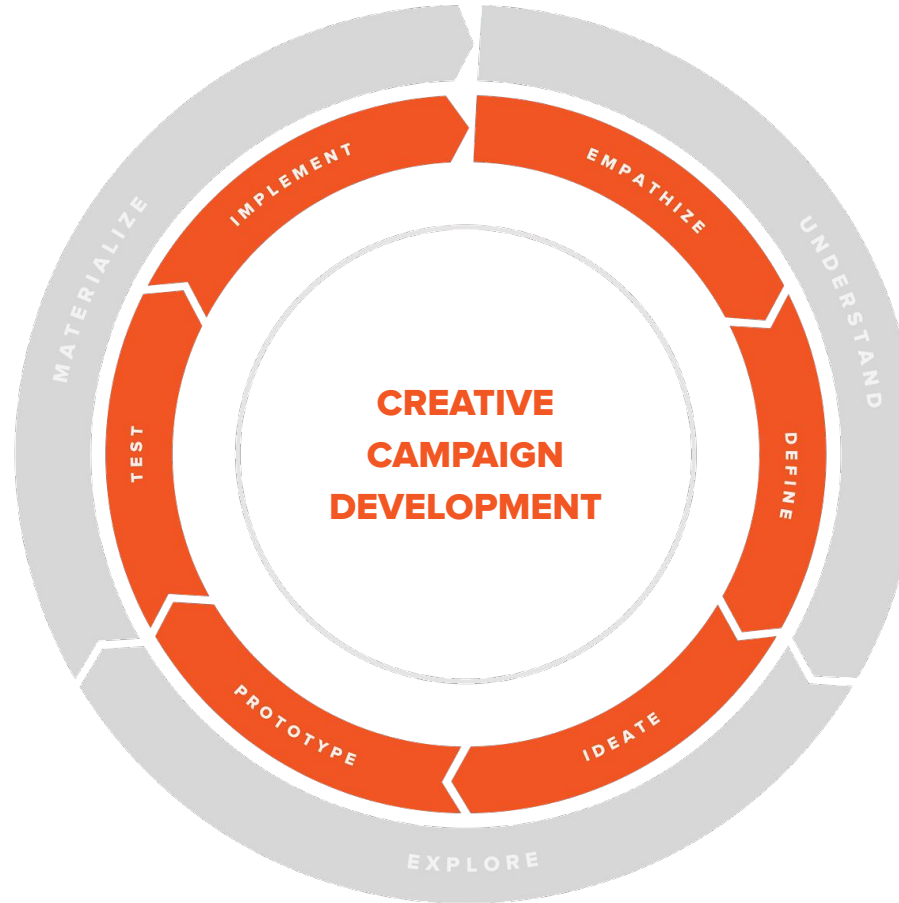 CREATIVE
CAMPAIGN
DEVELOPMENT
EMPATHIZE
DEFINE
IDEATE
PROTOTYPE
TEST
IMPLEMENT
UNDERSTAND
EXPLORE
MATERIALIZE